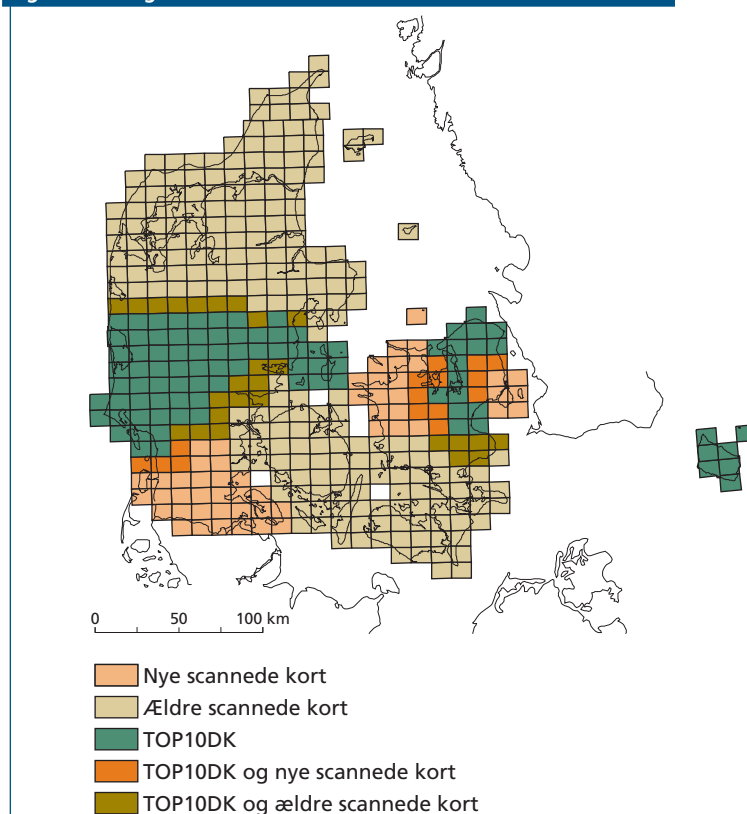 0 50 100 km
Nye scannede kort
Ældre scannede kort
TOP10DK
TOP10DK og nye scannede kort
TOP10DK og ældre scannede kort